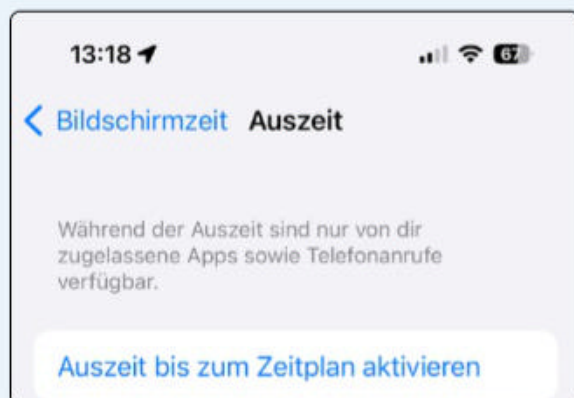 13:18
67
Bildschirmzeit Auszeit
Während der Auszeit sind nur von dir
zugelassene Apps sowie Telefonanrufe
verfügbar.
Auszeit bis zum Zeitplan aktivieren